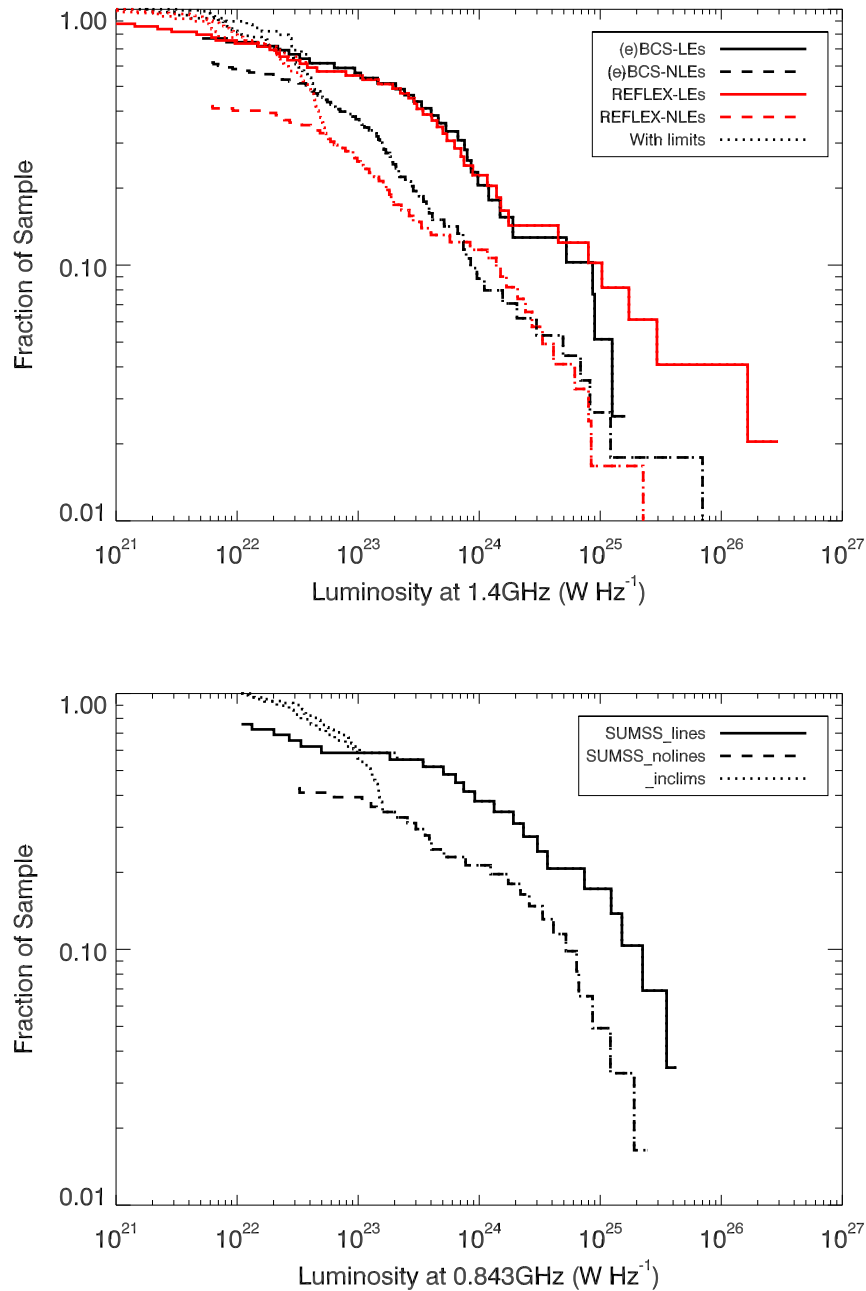 1.00
0.10
0.01
Fraction of Sample
(e)BCS-LEs
(e)BCS-NLEs
REFLEX-LEs
REFLEX-NLEs
With limits
10^21 10^22 10^23 10^24 10^25 10^26 10^27
Luminosity at 1.4GHz (W Hz^-1)
1.00
0.10
0.01
Fraction of Sample
SUMSS_lines
SUMSS_nolines
_inclims
10^21 10^22 10^23 10^24 10^25 10^26 10^27
Luminosity at 0.843GHz (W Hz^-1)